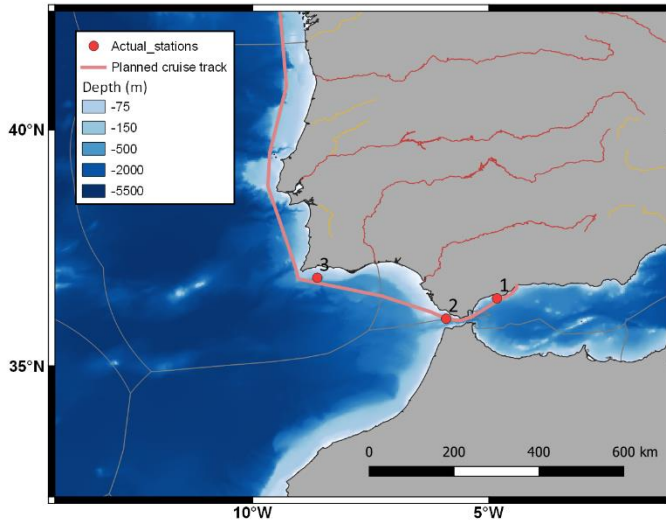 Actual_stations
Planned cruise track
Depth (m)
-75
-150
-500
-2000
-5500
40°N
3
1
2
35°N
0 200 400 600 km
10°W 5°W